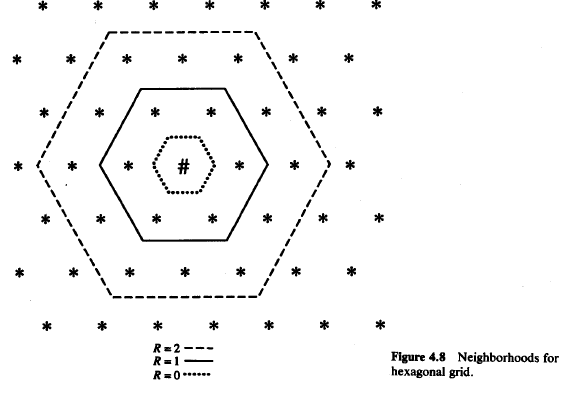 #
R = 2
R = 1
R = 0
Figure 4.8 Neighborhoods for
hexagonal grid.